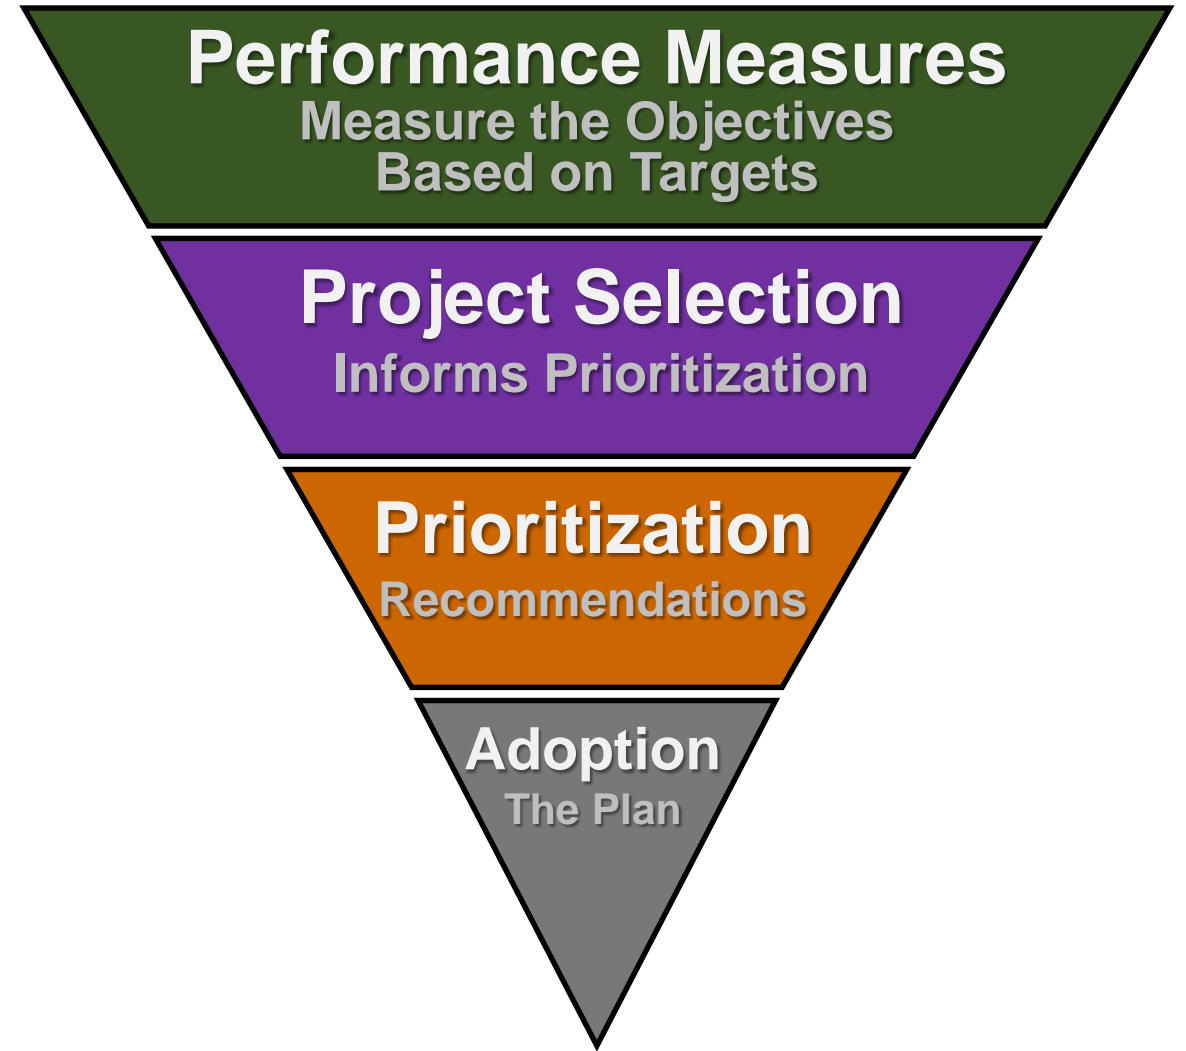 Performance Measures
Measure the Objectives
Based on Targets
Project Selection
Informs Prioritization
Prioritization
Recommendations
Adoption
The Plan